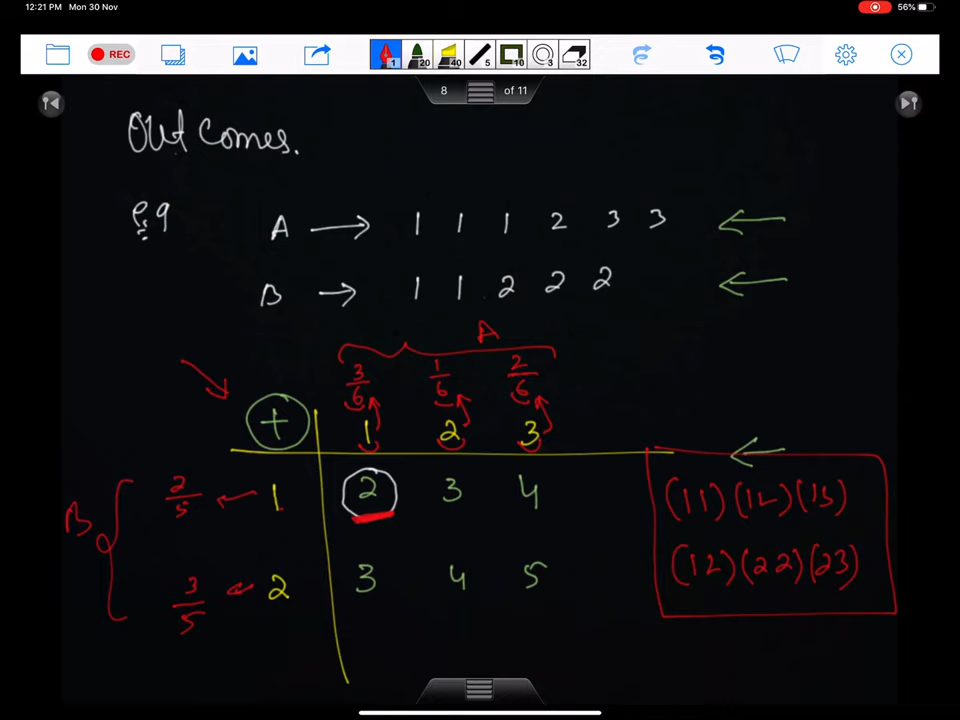 12:21 PM Mon 30 Nov 56%
REC 1 20 40 5 10 3 32
8 of 11
Outcomes.
eg A → 1 1 1 2 3 3 ←
B → 1 1 2 2 2 ←
A
3/6 1/6 2/6
+ 1 2 3
B 2/5 ← 1 2 3 4 (11)(12)(13)
3/5 ← 2 3 4 5 (12)(22)(23)